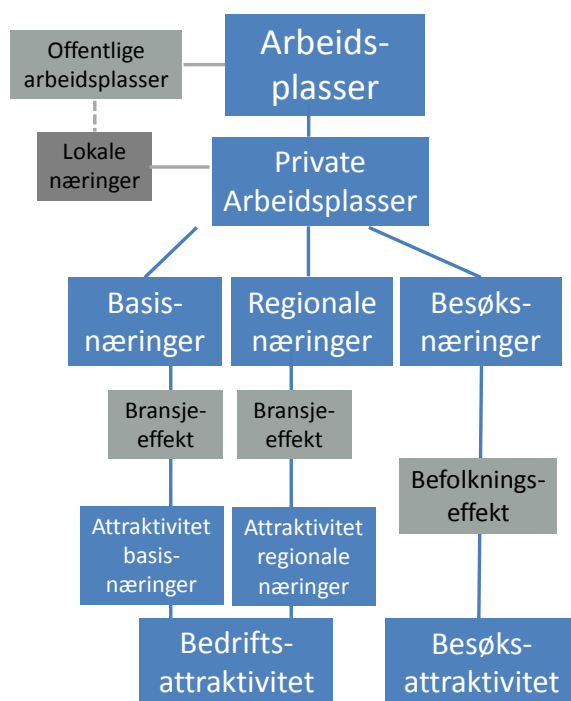 Offentlige
arbeidsplasser
Arbeids-
plasser
Lokale
næringer
Private
Arbeidsplasser
Basis-
næringer
Regionale
næringer
Besøks-
næringer
Bransje-
effekt
Bransje-
effekt
Befolknings-
effekt
Attraktivitet
basis-
næringer
Attraktivitet
regionale
næringer
Bedrifts-
attraktivitet
Besøks-
attraktivitet